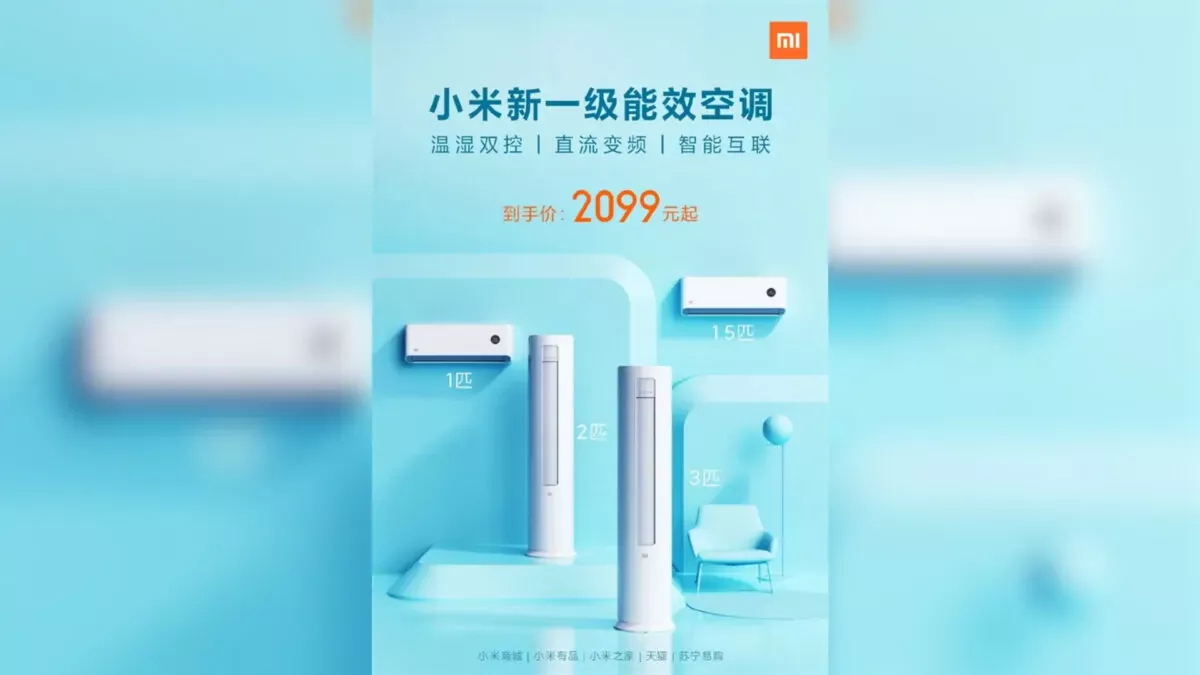 MI
小米新一级能效空调
温湿双控 | 直流变频 | 智能互联
到手价: 2099元起
1.5匹
1匹
2匹
3匹
小米商城 | 小米有品 | 小米之家 | 天猫 | 苏宁易购